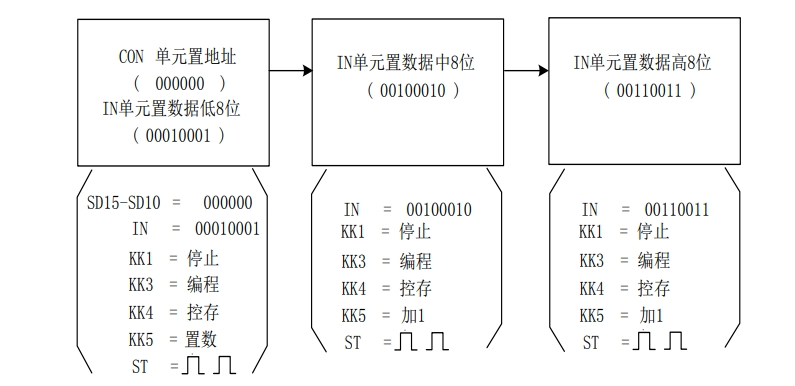 CON 单元置地址
( 000000 )
IN单元置数据低8位
( 00010001 )
IN单元置数据中8位
( 00100010 )
IN单元置数据高8位
( 00110011 )
SD15-SD10 = 000000
IN = 00010001
KK1 = 停止
KK3 = 编程
KK4 = 控存
KK5 = 置数
ST =
IN = 00100010
KK1 = 停止
KK3 = 编程
KK4 = 控存
KK5 = 加1
ST =
IN = 00110011
KK1 = 停止
KK3 = 编程
KK4 = 控存
KK5 = 加1
ST =